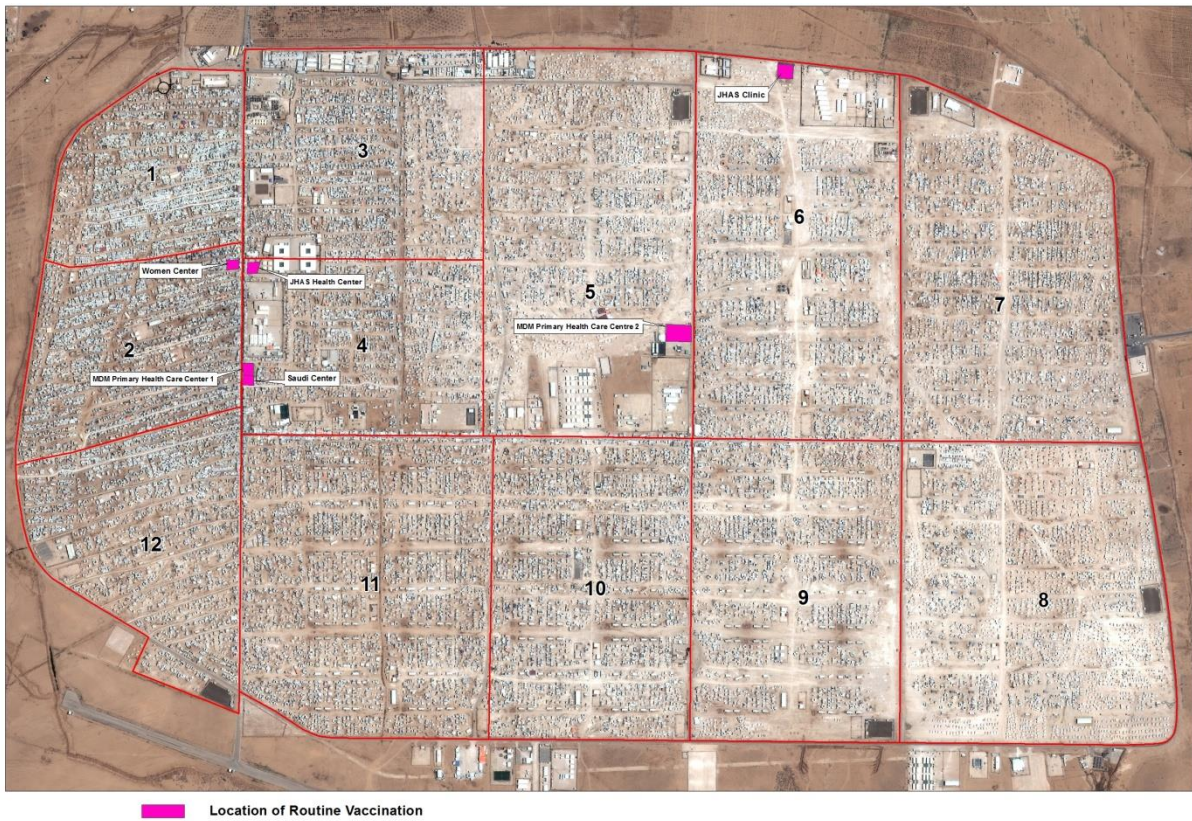 JHAS Clinic
3
1
6
Women Center
JHAS Health Center
5
7
MDM Primary Health Care Centre 2
2
4
MDM Primary Health Care Center 1
Saudi Center
12
11
10
9
8
Location of Routine Vaccination